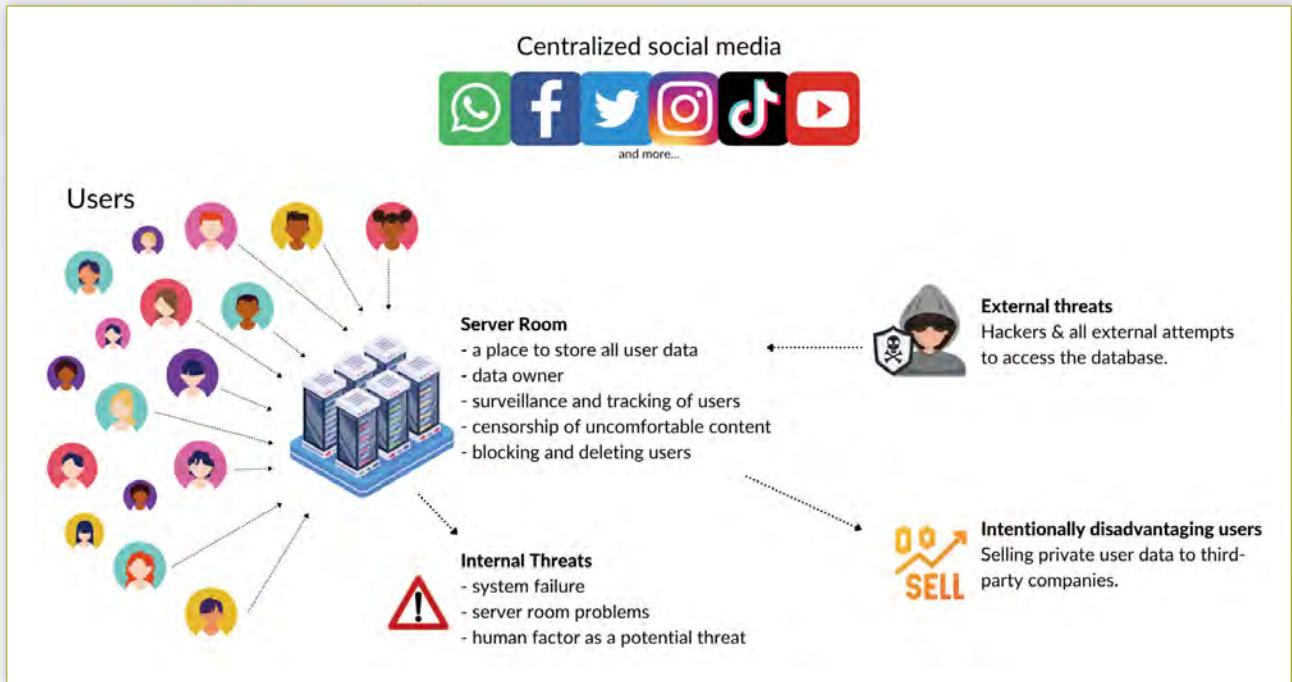 Centralized social media
and more...
Users
Server Room
- a place to store all user data
- data owner
- surveillance and tracking of users
- censorship of uncomfortable content
- blocking and deleting users
External threats
Hackers & all external attempts
to access the database.
Internal Threats
- system failure
- server room problems
- human factor as a potential threat
SELL
Intentionally disadvantaging users
Selling private user data to third-
party companies.